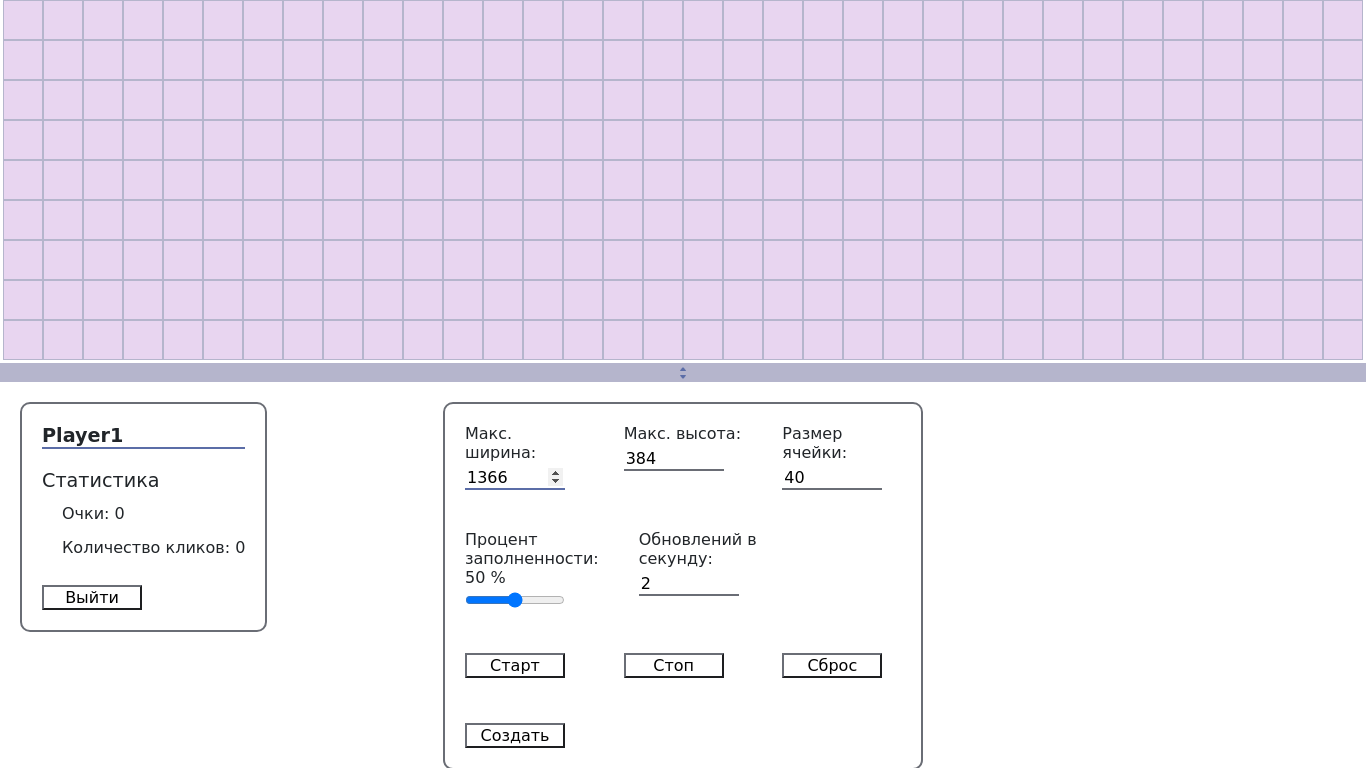 Player1
Статистика
Очки: 0
Количество кликов: 0
Выйти
Макс.
ширина:
1366
Макс. высота:
384
Размер
ячейки:
40
Процент
заполненности:
50 %
Обновлений в
секунду:
2
Старт
Стоп
Сброс
Создать